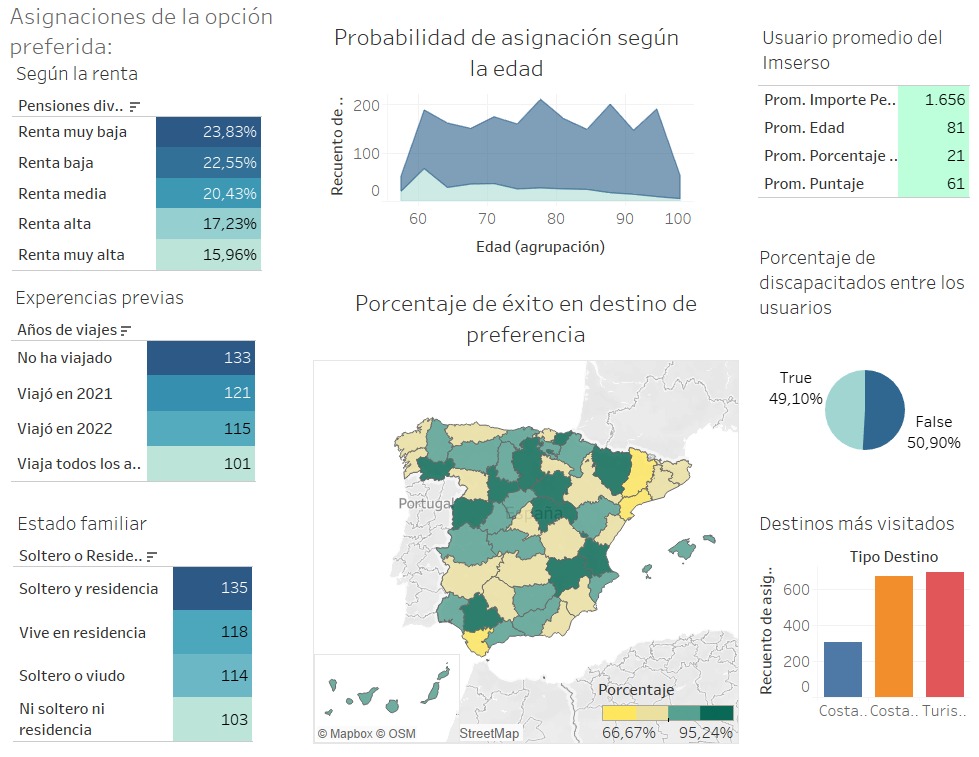 Asignaciones de la opción
preferida:
Según la renta
Pensiones div..
Renta muy baja 23,83%
Renta baja 22,55%
Renta media 20,43%
Renta alta 17,23%
Renta muy alta 15,96%
Experencias previas
Años de viajes
No ha viajado 133
Viajó en 2021 121
Viajó en 2022 115
Viaja todos los a.. 101
Estado familiar
Soltero o Reside..
Soltero y residencia 135
Vive en residencia 118
Soltero o viudo 114
Ni soltero ni
residencia 103
Probabilidad de asignación según
la edad
Recuento de ..
200
100
0
60 70 80 90 100
Edad (agrupación)
Porcentaje de éxito en destino de
preferencia
Portugal
España
Porcentaje
66,67% 95,24%
© Mapbox © OSM
StreetMap
Usuario promedio del
Imserso
Prom. Importe Pe.. 1.656
Prom. Edad 81
Prom. Porcentaje .. 21
Prom. Puntaje 61
Porcentaje de
discapacitados entre los
usuarios
True
49,10%
False
50,90%
Destinos más visitados
Tipo Destino
Recuento de asig..
600
400
200
0
Costa.. Costa.. Turis..